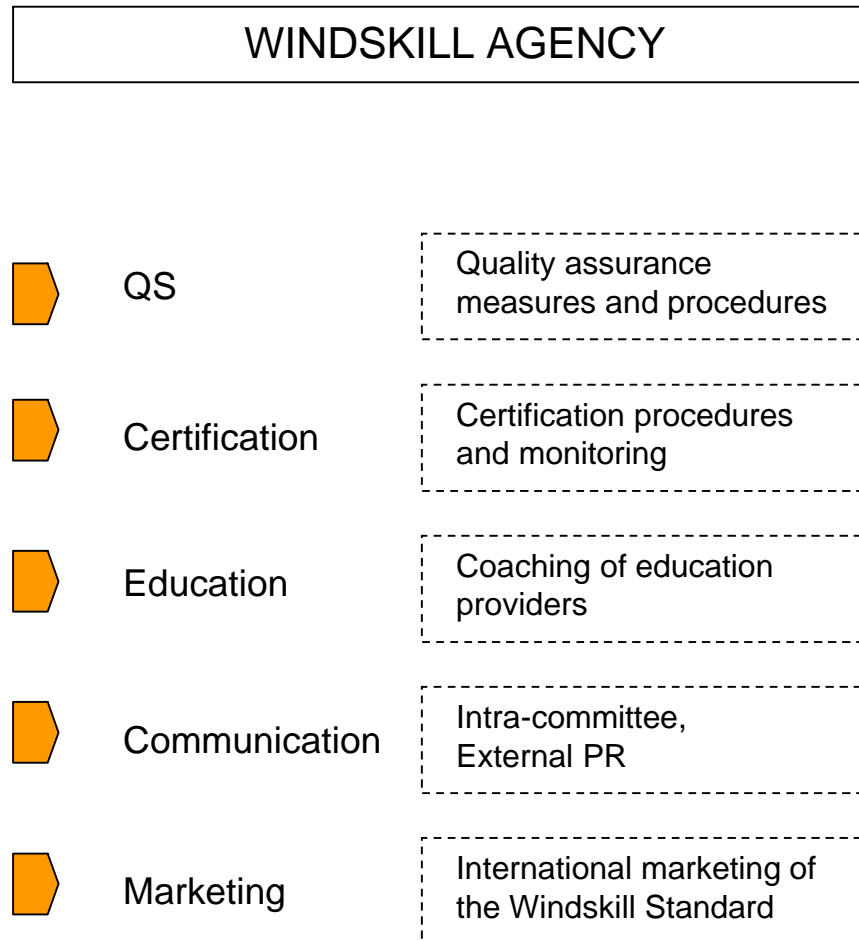 WINDSKILL AGENCY
QS
Quality assurance
measures and procedures
Certification
Certification procedures
and monitoring
Education
Coaching of education
providers
Communication
Intra-committee,
External PR
Marketing
International marketing of
the Windskill Standard